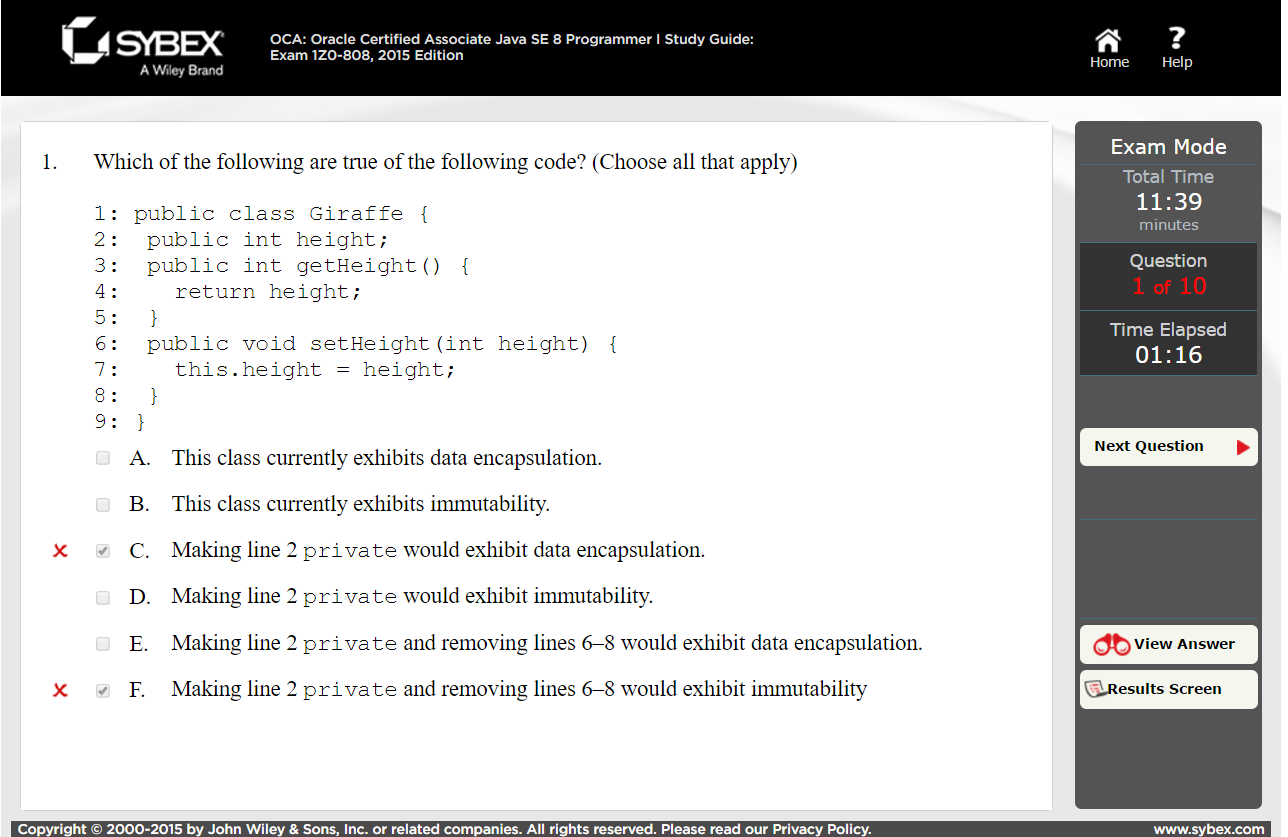 SYBEX
A Wiley Brand
OCA: Oracle Certified Associate Java SE 8 Programmer I Study Guide:
Exam 1Z0-808, 2015 Edition
Home
?
Help
1. Which of the following are true of the following code? (Choose all that apply)
1: public class Giraffe {
2: public int height;
3: public int getHeight() {
4: return height;
5: }
6: public void setHeight(int height) {
7: this.height = height;
8: }
9: }
A. This class currently exhibits data encapsulation.
B. This class currently exhibits immutability.
C. Making line 2 private would exhibit data encapsulation.
D. Making line 2 private would exhibit immutability.
E. Making line 2 private and removing lines 6–8 would exhibit data encapsulation.
F. Making line 2 private and removing lines 6–8 would exhibit immutability
Exam Mode
Total Time
11:39
minutes
Question
1 of 10
Time Elapsed
01:16
Next Question
View Answer
Results Screen
Copyright © 2000-2015 by John Wiley & Sons, Inc. or related companies. All rights reserved. Please read our Privacy Policy.
www.sybex.com